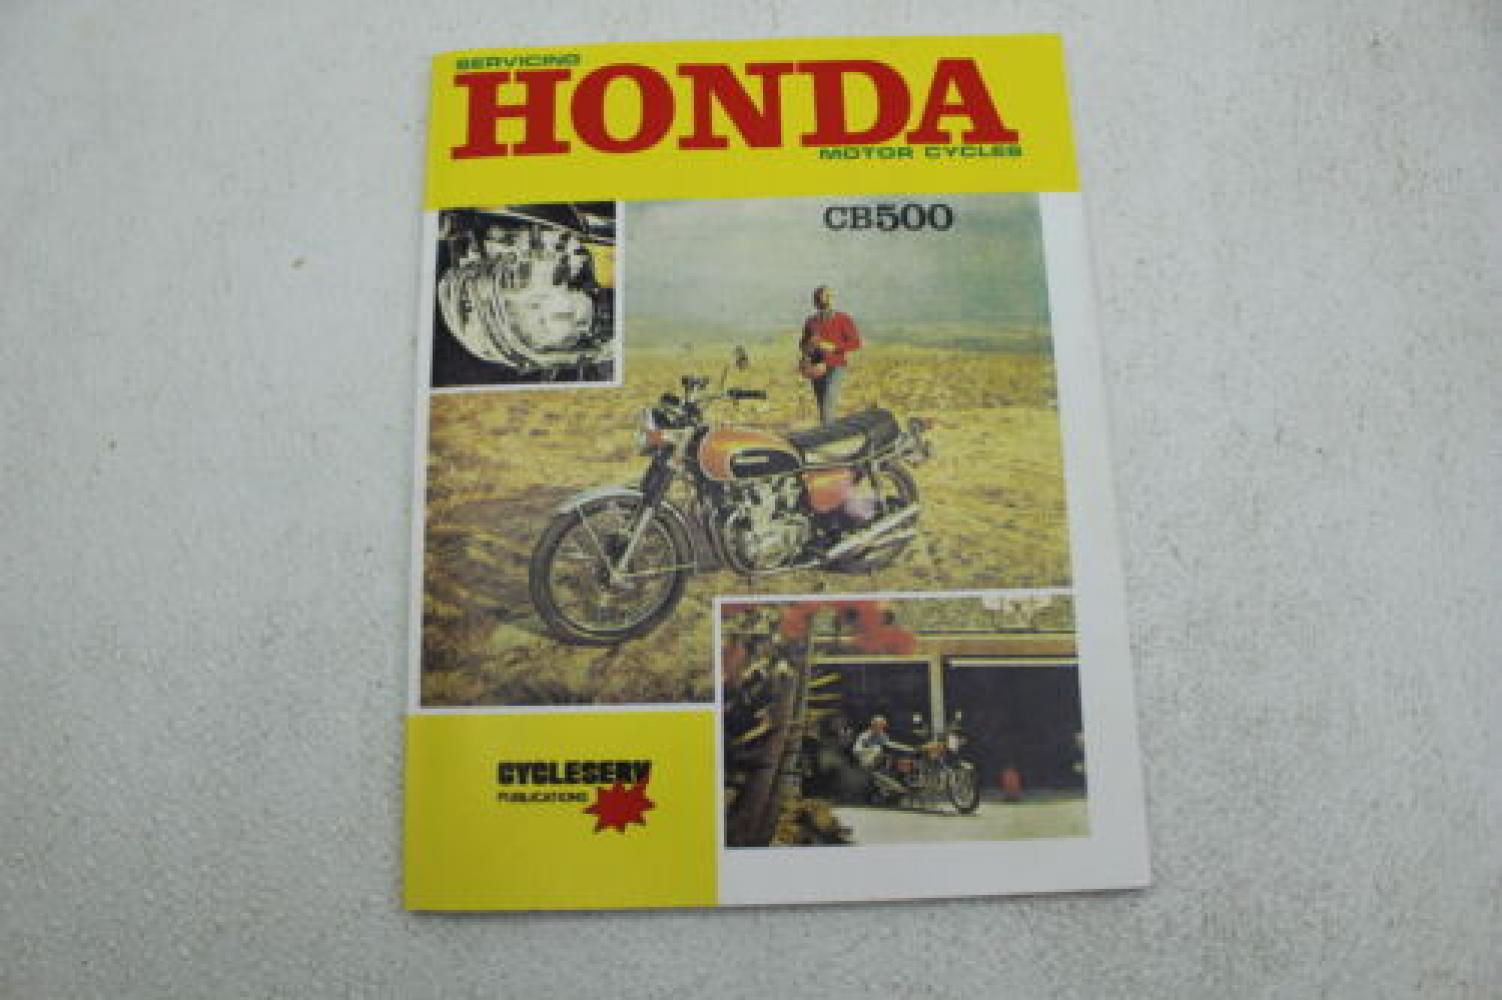 SERVICING
HONDA
MOTOR CYCLES
CB500
CYCLESERV
PUBLICATIONS